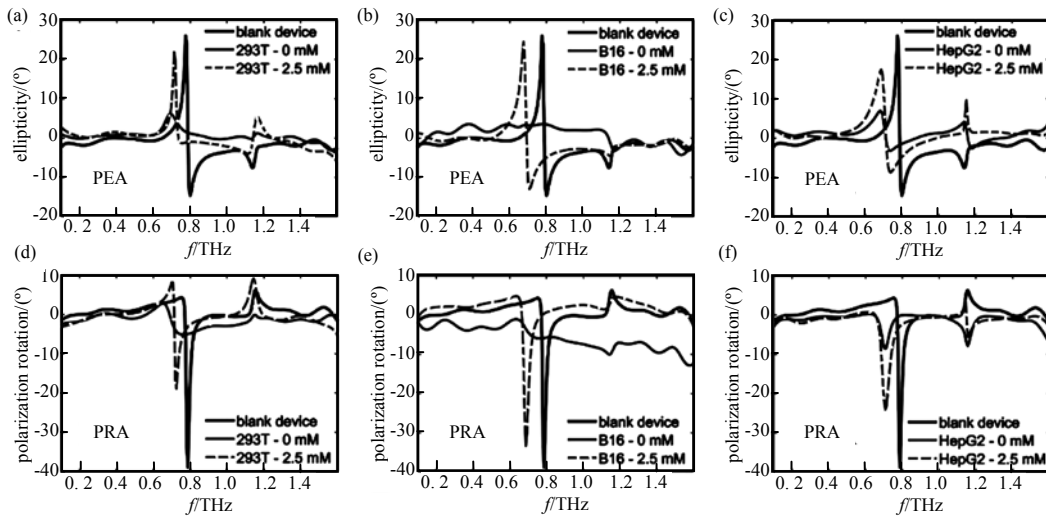 (a)
30
20
10
0
-10
-20
ellipticity/(°)
blank device
293T - 0 mM
293T - 2.5 mM
PEA
0. 2 0.4 0.6 0.8 1.0 1.2 1.4
f/THz
(b)
30
20
10
0
-10
-20
ellipticity/(°)
blank device
B16 - 0 mM
B16 - 2.5 mM
PEA
0. 2 0.4 0.6 0.8 1.0 1.2 1.4
f/THz
(c)
30
20
10
0
-10
-20
ellipticity/(°)
blank device
HepG2 - 0 mM
HepG2 - 2.5 mM
PEA
0. 2 0.4 0.6 0.8 1.0 1.2 1.4
f/THz
(d)
10
0
-10
-20
-30
-40
polarization rotation/(°)
blank device
293T - 0 mM
293T - 2.5 mM
PRA
0. 2 0.4 0.6 0.8 1.0 1.2 1.4
f/THz
(e)
10
0
-10
-20
-30
-40
polarization rotation/(°)
blank device
B16 - 0 mM
B16 - 2.5 mM
PRA
0. 2 0.4 0.6 0.8 1.0 1.2 1.4
f/THz
(f)
10
0
-10
-20
-30
-40
polarization rotation/(°)
blank device
HepG2 - 0 mM
HepG2 - 2.5 mM
PRA
0. 2 0.4 0.6 0.8 1.0 1.2 1.4
f/THz